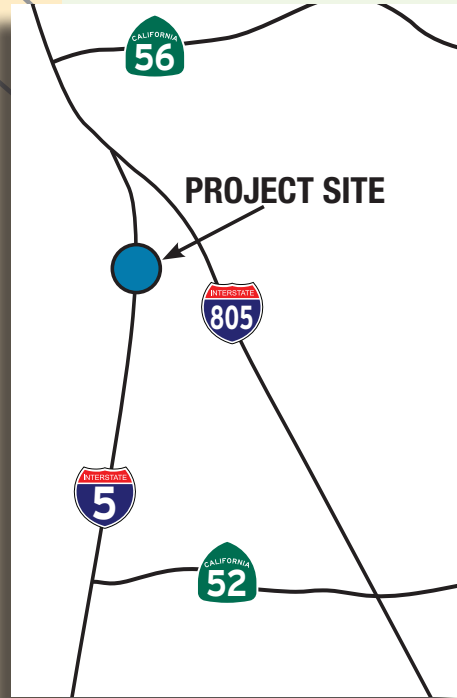 CALIFORNIA
56
PROJECT SITE
INTERSTATE
805
INTERSTATE
5
CALIFORNIA
52